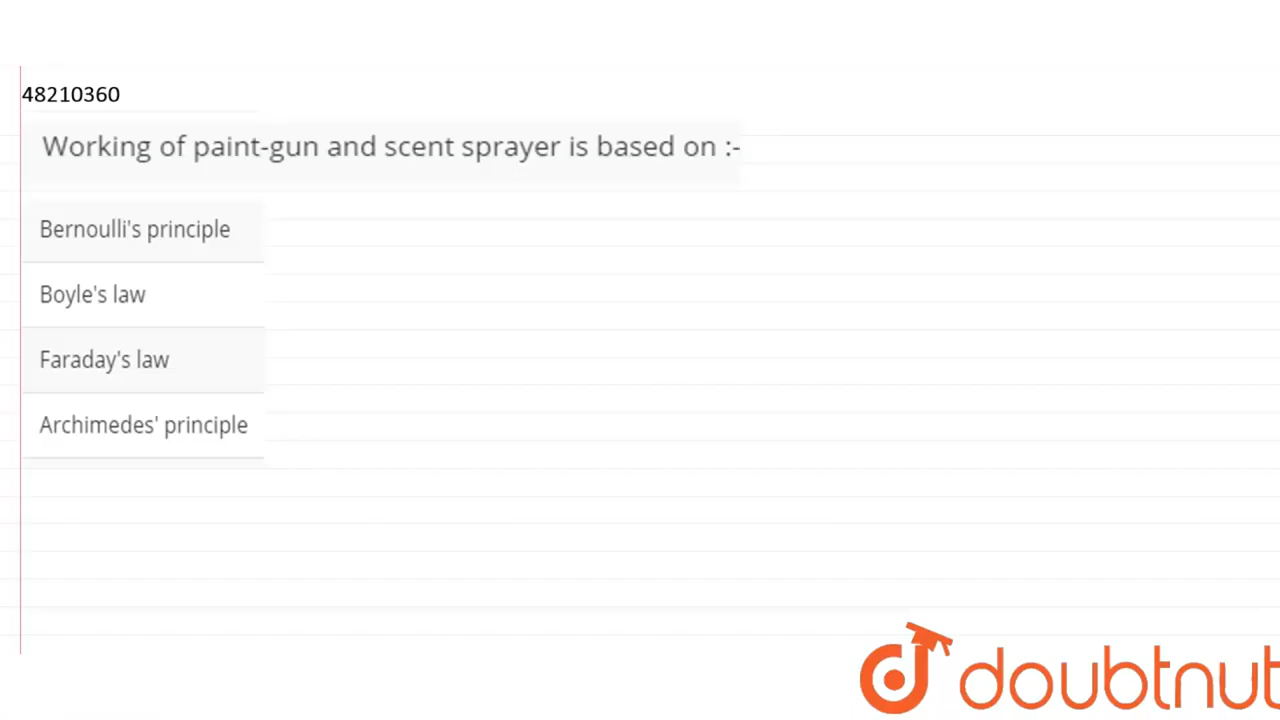 48210360
Working of paint-gun and scent sprayer is based on :-
Bernoulli's principle
Boyle's law
Faraday's law
Archimedes' principle
doubtnut